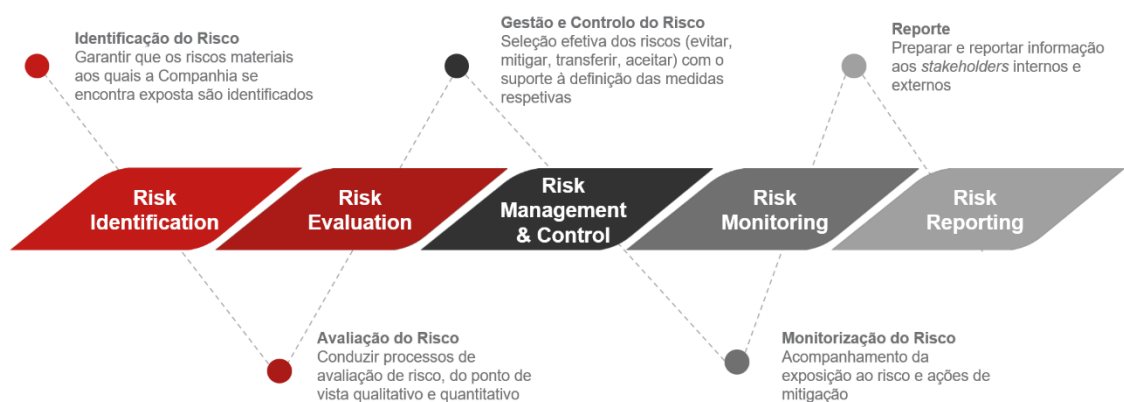 Identificação do Risco
Garantir que os riscos materiais
aos quais a Companhia se
encontra exposta são identificados
Gestão e Controlo do Risco
Seleção efetiva dos riscos (evitar,
mitigar, transferir, aceitar) com o
suporte à definição das medidas
respetivas
Reporte
Preparar e reportar informação
aos stakeholders internos e
externos
Risk
Identification
Risk
Evaluation
Risk
Management
& Control
Risk
Monitoring
Risk
Reporting
Avaliação do Risco
Conduzir processos de
avaliação de risco, do ponto de
vista qualitativo e quantitativo
Monitorização do Risco
Acompanhamento da
exposição ao risco e ações de
mitigação